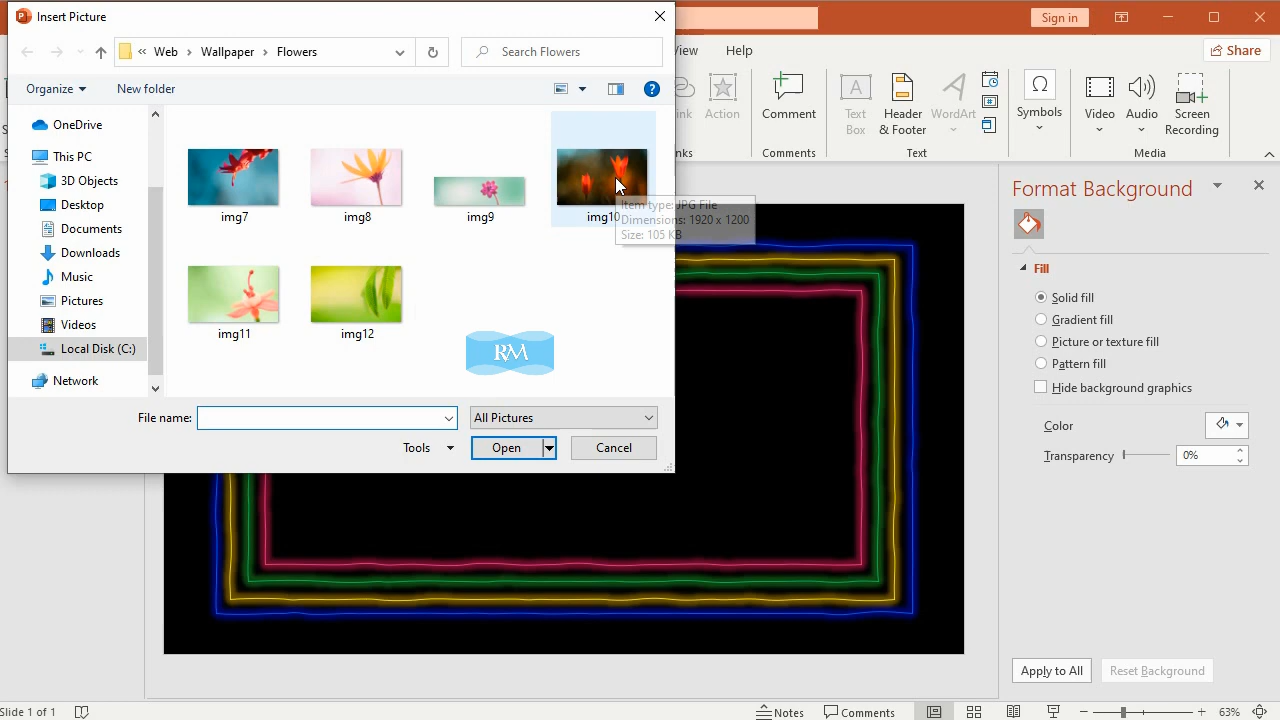 Insert Picture
Sign in
Web
Wallpaper
Flowers
Search Flowers
View
Help
Share
Organize
New folder
OneDrive
This PC
3D Objects
Desktop
Documents
Downloads
Music
Pictures
Videos
Local Disk (C:)
Network
img7
img8
img9
img10
img11
img12
Item type: JPG File
Dimensions: 1920 x 1200
Size: 105 KB
RM
File name:
All Pictures
Tools
Open
Cancel
Action
Comment
Comments
Text
Box
Header
& Footer
WordArt
Text
Symbols
Video
Audio
Screen
Recording
Media
Format Background
Fill
Solid fill
Gradient fill
Picture or texture fill
Pattern fill
Hide background graphics
Color
Transparency
0%
Apply to All
Reset Background
Slide 1 of 1
Notes
Comments
63%